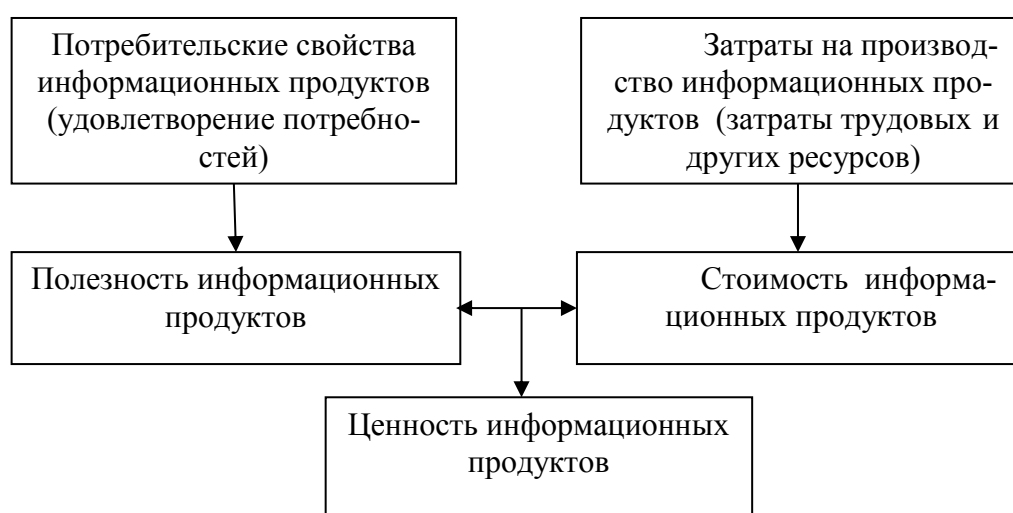 Потребительские свойства
информационных продуктов
(удовлетворение потребно-
стей)
Затраты на производ-
ство информационных про-
дуктов (затраты трудовых и
других ресурсов)
Полезность информационных
продуктов
Стоимость информа-
ционных продуктов
Ценность информационных
продуктов